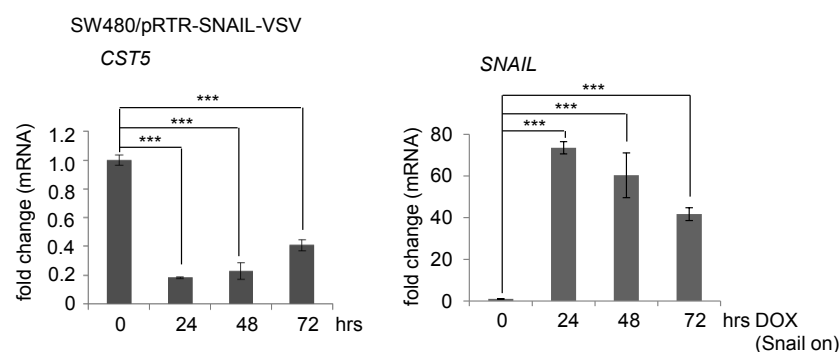 SW480/pRTR-SNAIL-VSV
CST5
***
***
***
fold change (mRNA)
1.2
1.0
0.8
0.6
0.4
0.2
0
0 24 48 72 hrs
SNAIL
***
***
***
fold change (mRNA)
80
60
40
20
0
0 24 48 72 hrs DOX
(Snail on)